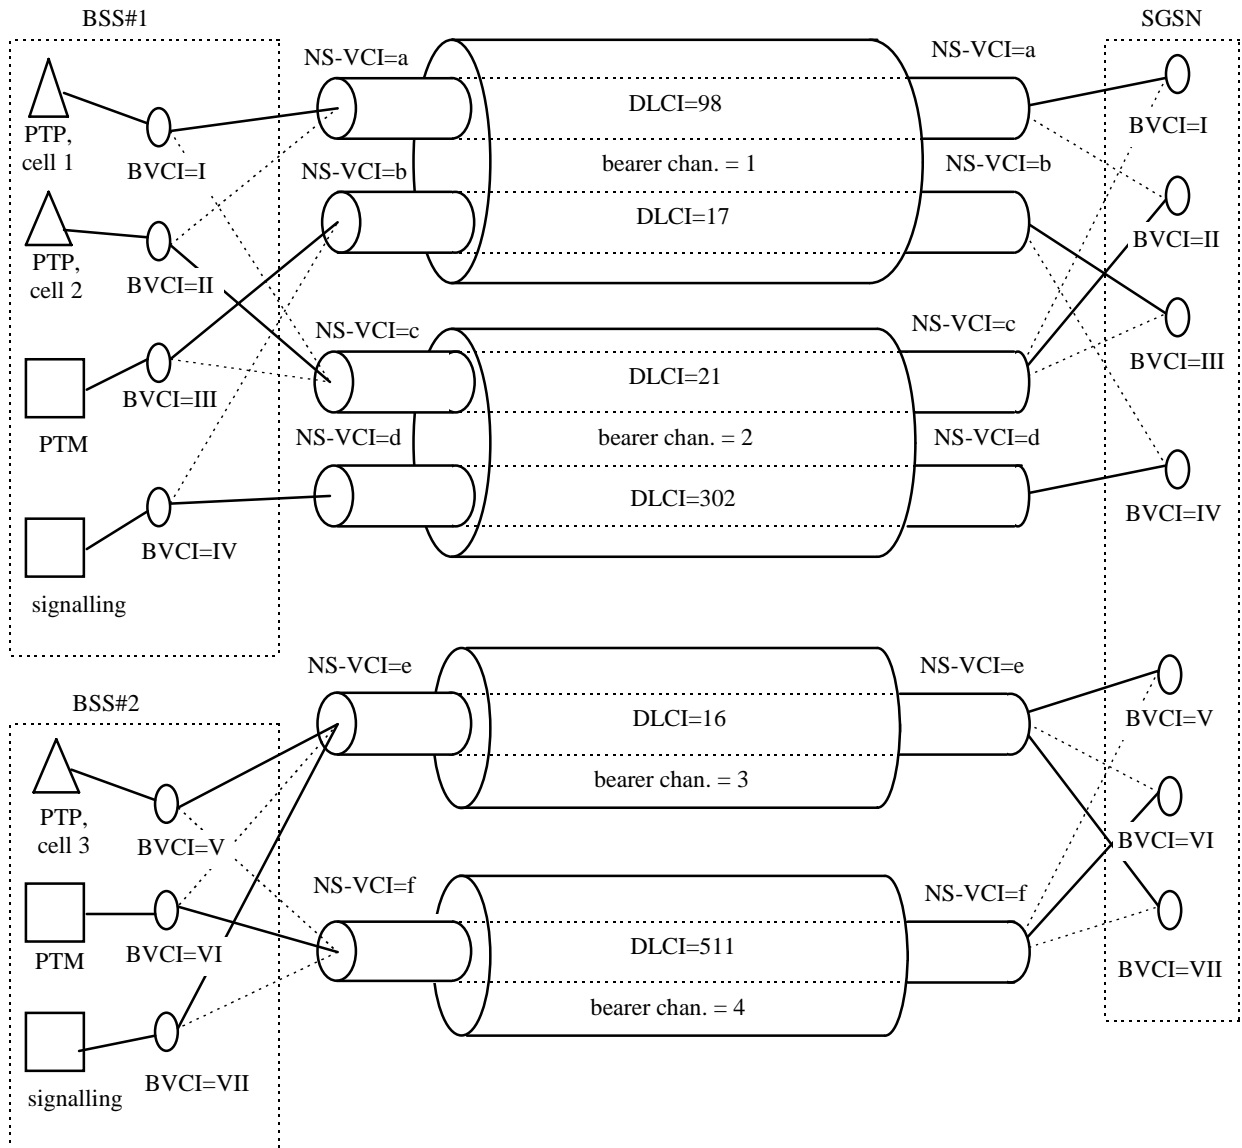 BSS#1
SGSN
NS-VCI=a
NS-VCI=a
DLCI=98
PTP,
cell 1
BVCI=I
BVCI=I
bearer chan. = 1
NS-VCI=b
NS-VCI=b
DLCI=17
PTP,
cell 2
BVCI=II
BVCI=II
NS-VCI=c
NS-VCI=c
DLCI=21
BVCI=III
BVCI=III
PTM
NS-VCI=d
bearer chan. = 2
NS-VCI=d
DLCI=302
BVCI=IV
BVCI=IV
signalling
NS-VCI=e
NS-VCI=e
BSS#2
DLCI=16
BVCI=V
bearer chan. = 3
PTP,
cell 3
BVCI=V
BVCI=VI
NS-VCI=f
NS-VCI=f
DLCI=511
PTM
BVCI=VI
BVCI=VII
bearer chan. = 4
signalling
BVCI=VII